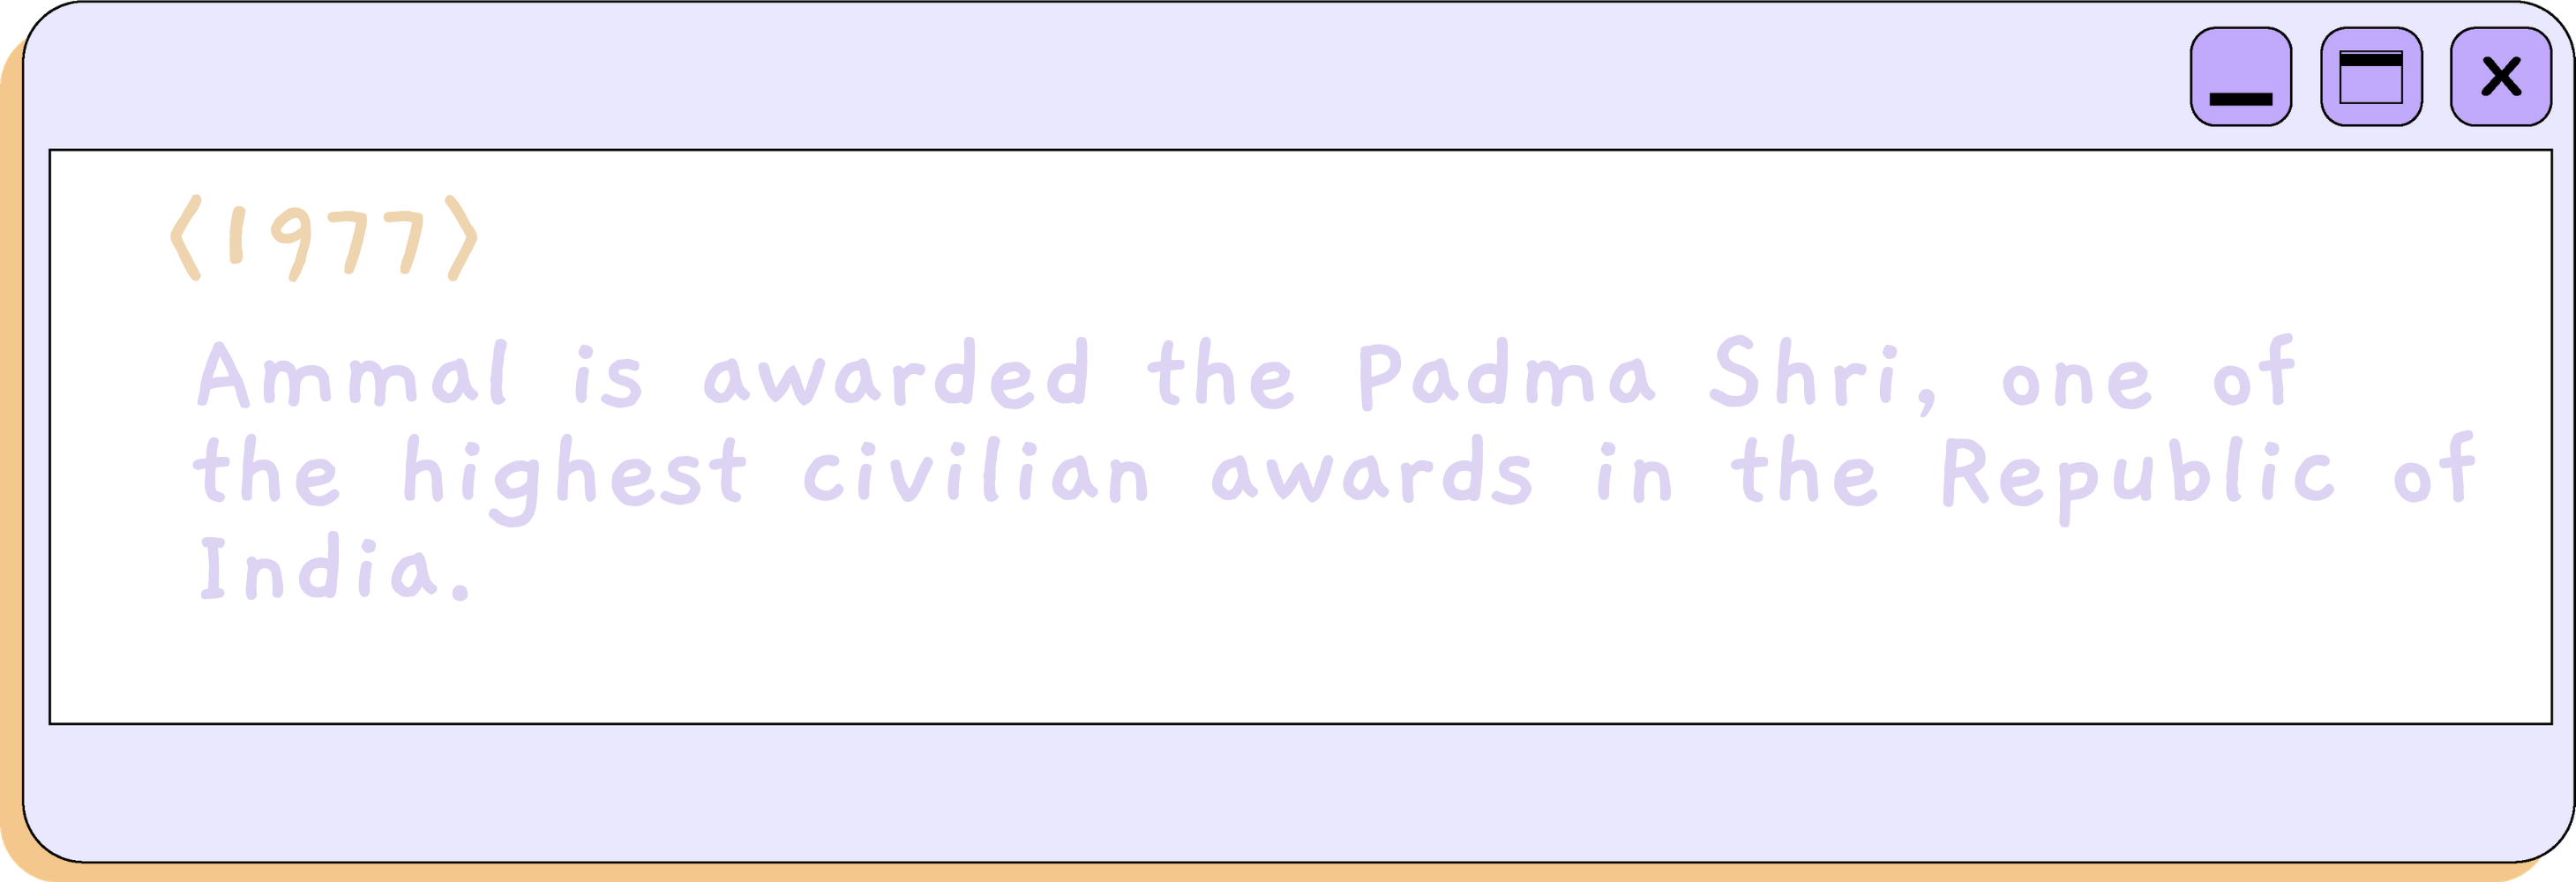 <1977>
Ammal is awarded the Padma Shri, one of
the highest civilian awards in the Republic of
India.